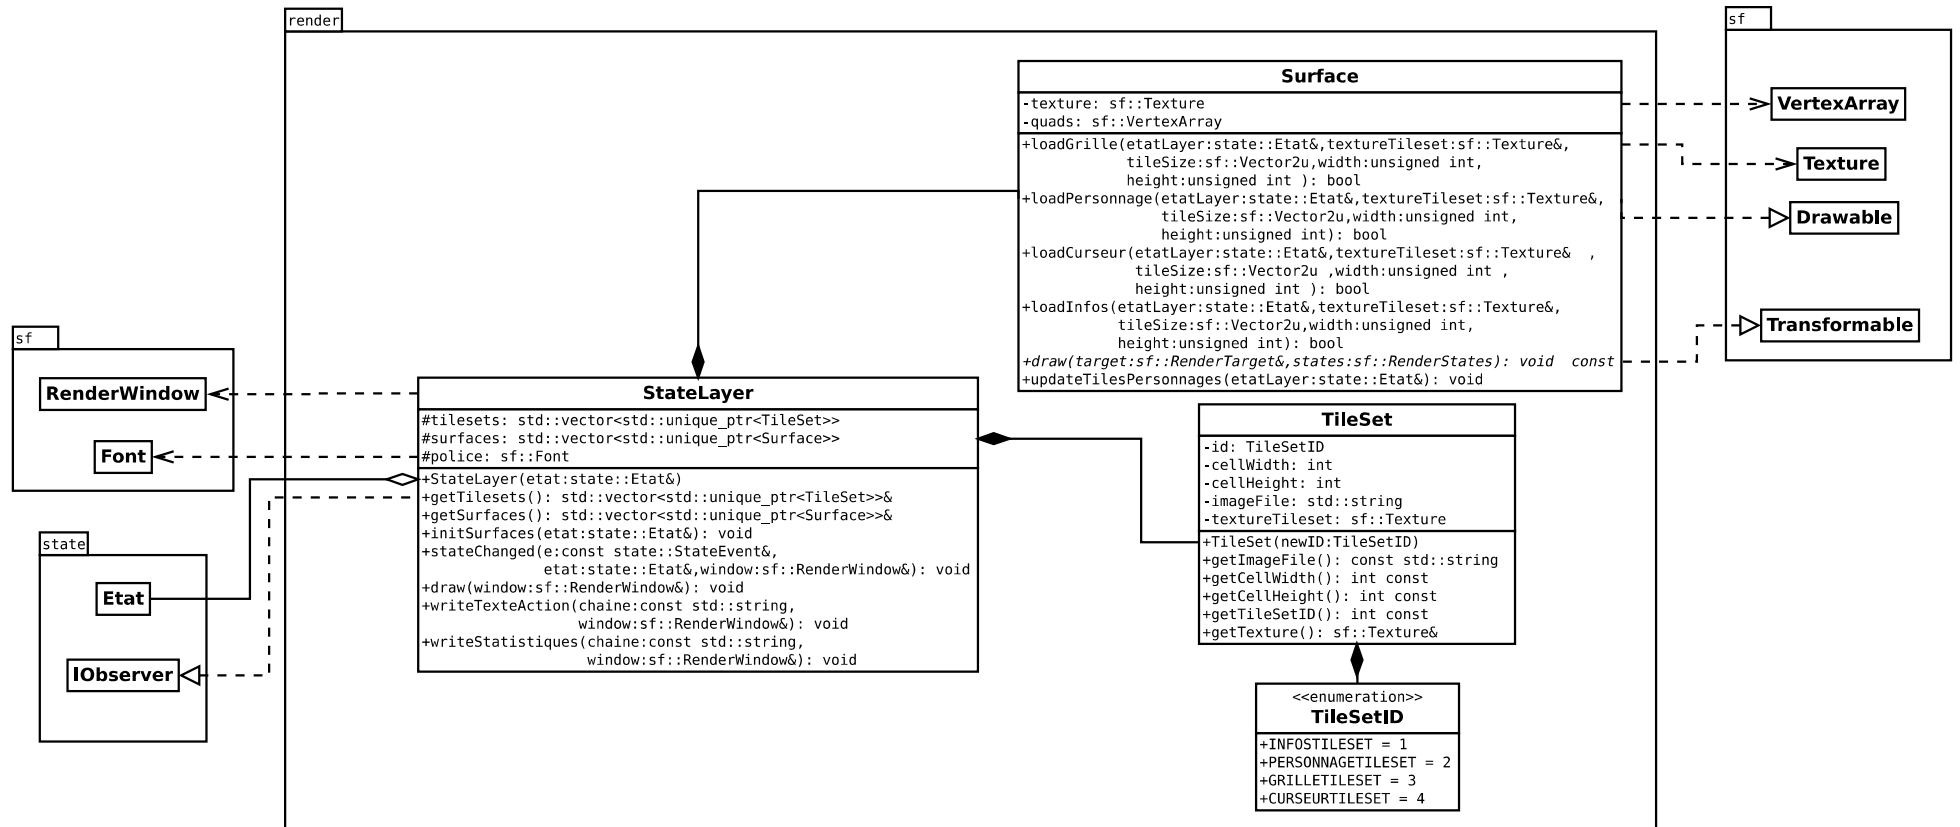 render
sf
Surface
-texture: sf::Texture
-quads: sf::VertexArray
+loadGrille(etatLayer:state::Etat&,textureTileset:sf::Texture&,
tileSize:sf::Vector2u,width:unsigned int,
height:unsigned int ): bool
+loadPersonnage(etatLayer:state::Etat&,textureTileset:sf::Texture&,
tileSize:sf::Vector2u,width:unsigned int,
height:unsigned int): bool
+loadCurseur(etatLayer:state::Etat&,textureTileset:sf::Texture&  ,
tileSize:sf::Vector2u ,width:unsigned int ,
height:unsigned int ): bool
+loadInfos(etatLayer:state::Etat&,textureTileset:sf::Texture&,
tileSize:sf::Vector2u,width:unsigned int,
height:unsigned int): bool
+draw(target:sf::RenderTarget&,states:sf::RenderStates): void  const
+updateTilesPersonnages(etatLayer:state::Etat&): void
VertexArray
Texture
Drawable
Transformable
sf
RenderWindow
Font
state
Etat
IObserver
StateLayer
#tilesets: std::vector<std::unique_ptr<TileSet>>
#surfaces: std::vector<std::unique_ptr<Surface>>
#police: sf::Font
+StateLayer(etat:state::Etat&)
+getTilesets(): std::vector<std::unique_ptr<TileSet>>&
+getSurfaces(): std::vector<std::unique_ptr<Surface>>&
+initSurfaces(etat:state::Etat&): void
+stateChanged(e:const state::StateEvent&,
etat:state::Etat&,window:sf::RenderWindow&): void
+draw(window:sf::RenderWindow&): void
+writeTexteAction(chaine:const std::string,
window:sf::RenderWindow&): void
+writeStatistiques(chaine:const std::string,
window:sf::RenderWindow&): void
TileSet
-id: TileSetID
-cellWidth: int
-cellHeight: int
-imageFile: std::string
-textureTileset: sf::Texture
+TileSet(newID:TileSetID)
+getImageFile(): const std::string
+getCellWidth(): int const
+getCellHeight(): int const
+getTileSetID(): int const
+getTexture(): sf::Texture&
<<enumeration>>
TileSetID
+INFOSTILESET = 1
+PERSONNAGETILESET = 2
+GRILLETILESET = 3
+CURSEURTILESET = 4